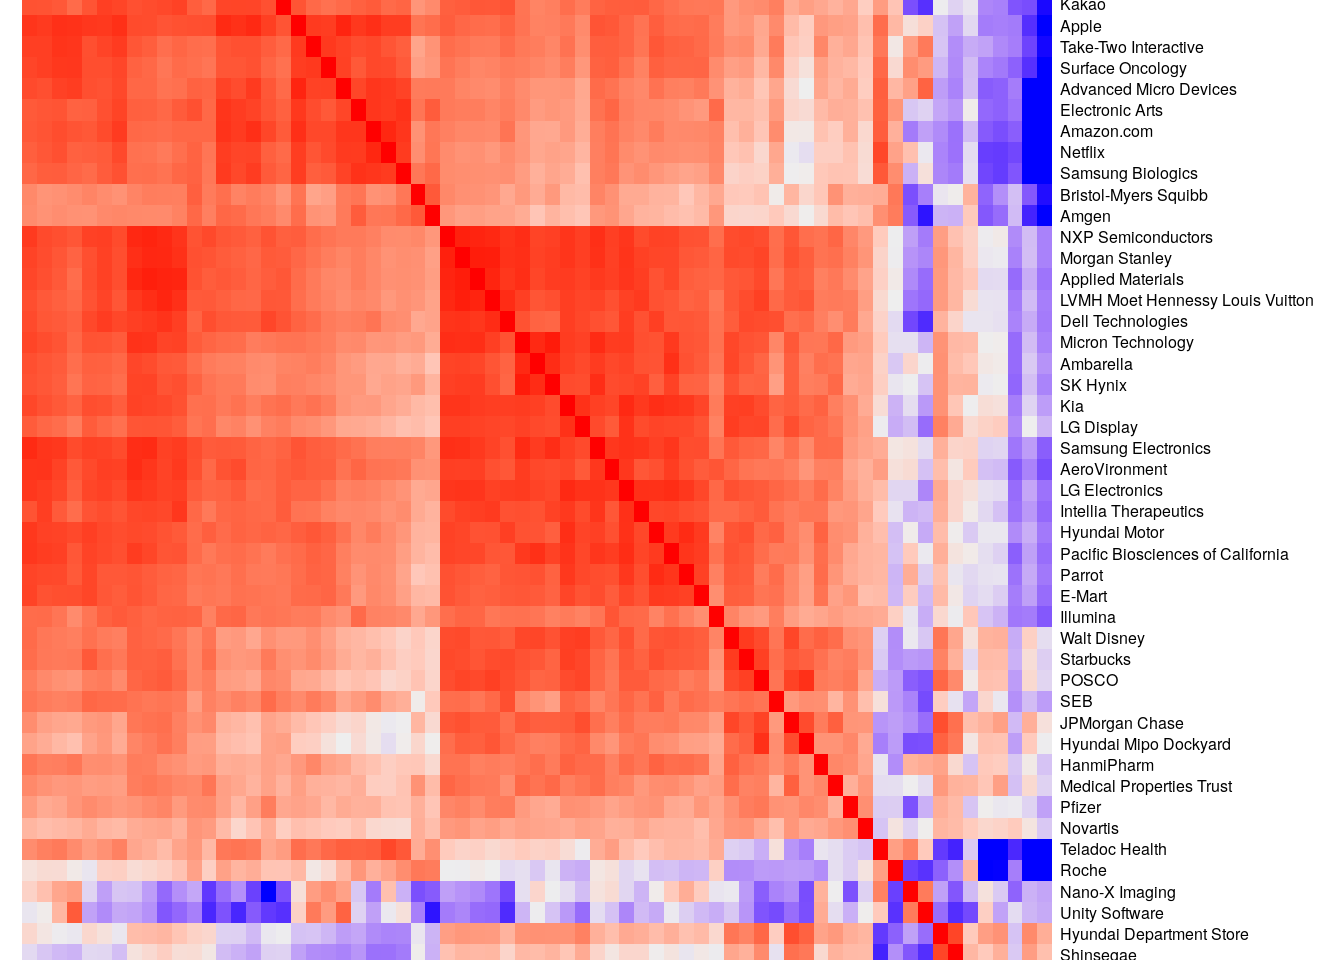 Kakao
Apple
Take-Two Interactive
Surface Oncology
Advanced Micro Devices
Electronic Arts
Amazon.com
Netflix
Samsung Biologics
Bristol-Myers Squibb
Amgen
NXP Semiconductors
Morgan Stanley
Applied Materials
LVMH Moet Hennessy Louis Vuitton
Dell Technologies
Micron Technology
Ambarella
SK Hynix
Kia
LG Display
Samsung Electronics
AeroVironment
LG Electronics
Intellia Therapeutics
Hyundai Motor
Pacific Biosciences of California
Parrot
E-Mart
Illumina
Walt Disney
Starbucks
POSCO
SEB
JPMorgan Chase
Hyundai Mipo Dockyard
HanmiPharm
Medical Properties Trust
Pfizer
Novartis
Teladoc Health
Roche
Nano-X Imaging
Unity Software
Hyundai Department Store
Shinsegae